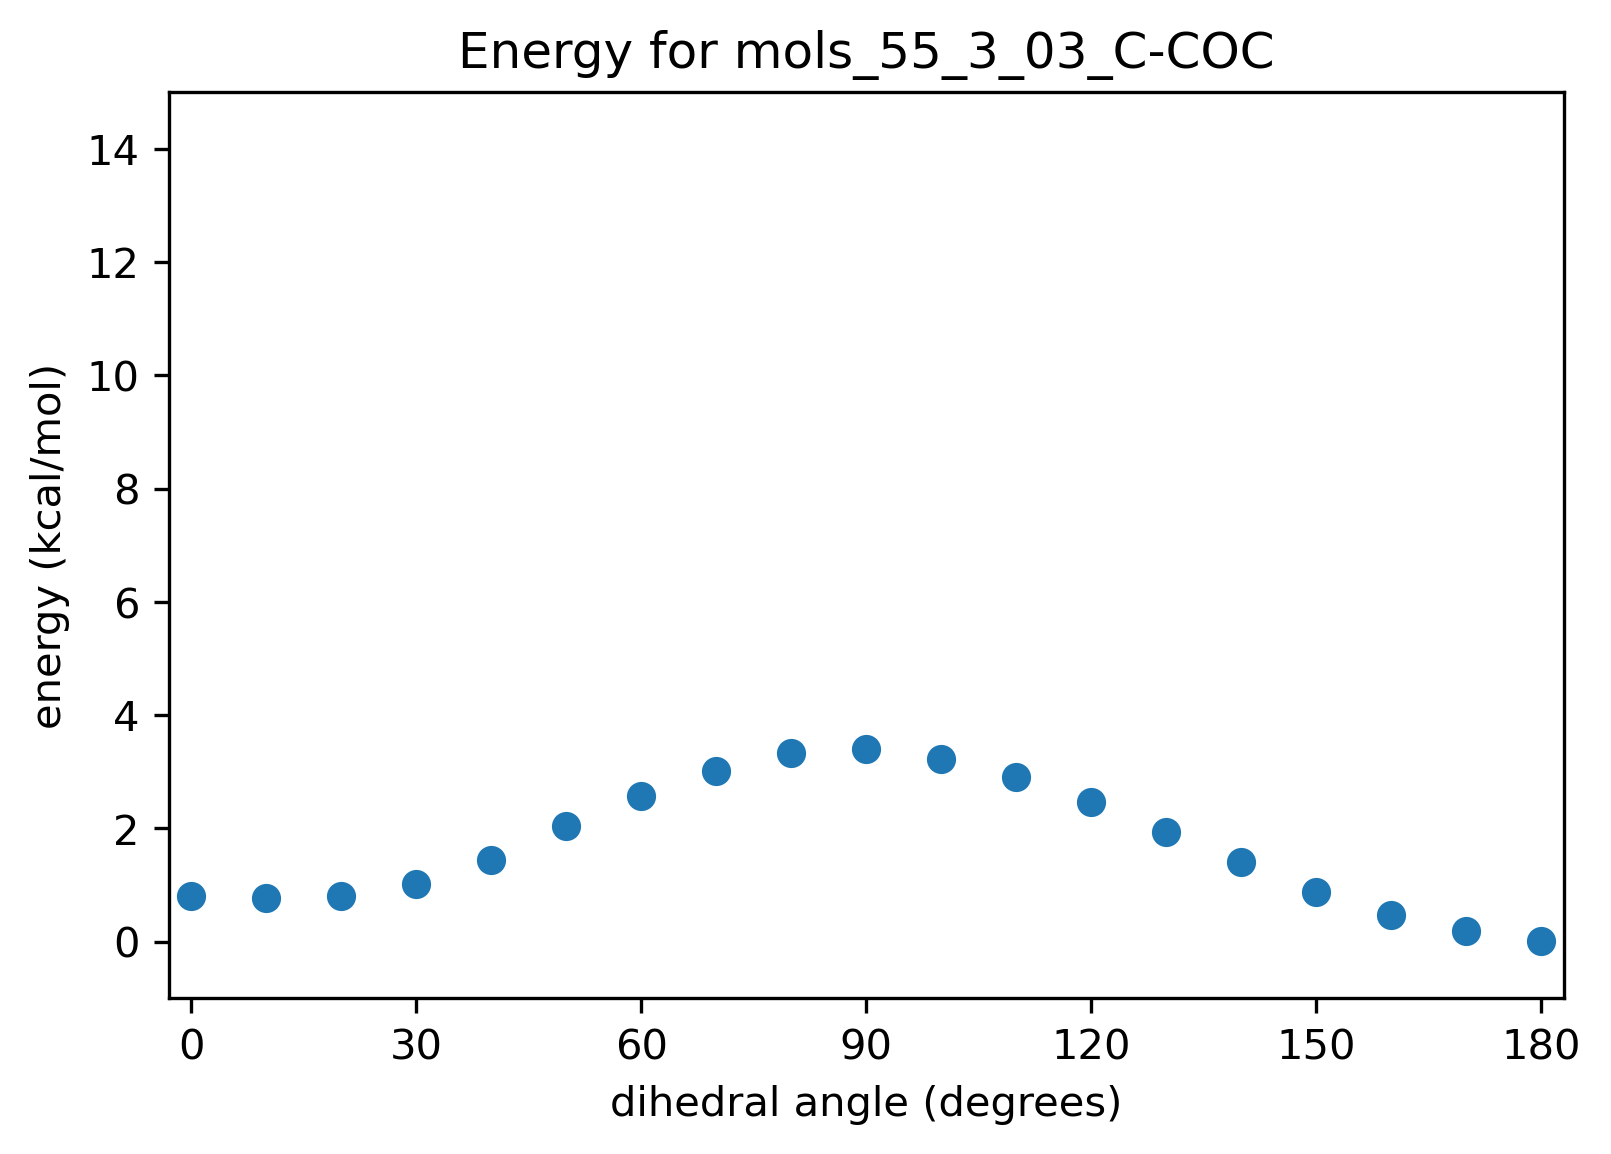 Energy for mols_55_3_03_C-COC
14
12
10
8
6
4
2
0
energy (kcal/mol)
0 30 60 90 120 150 180
dihedral angle (degrees)